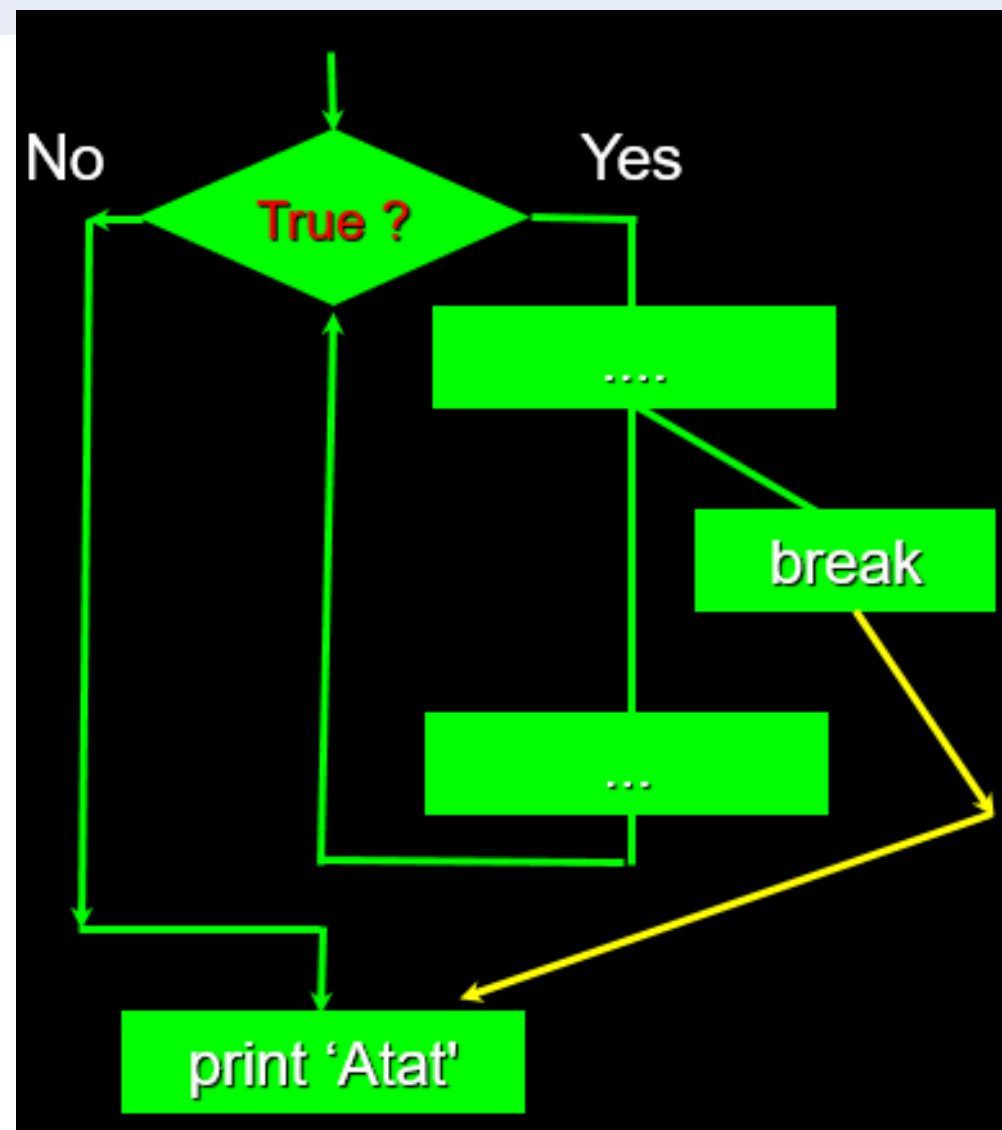 No
Yes
True ?
....
break
...
print ‘Atat'